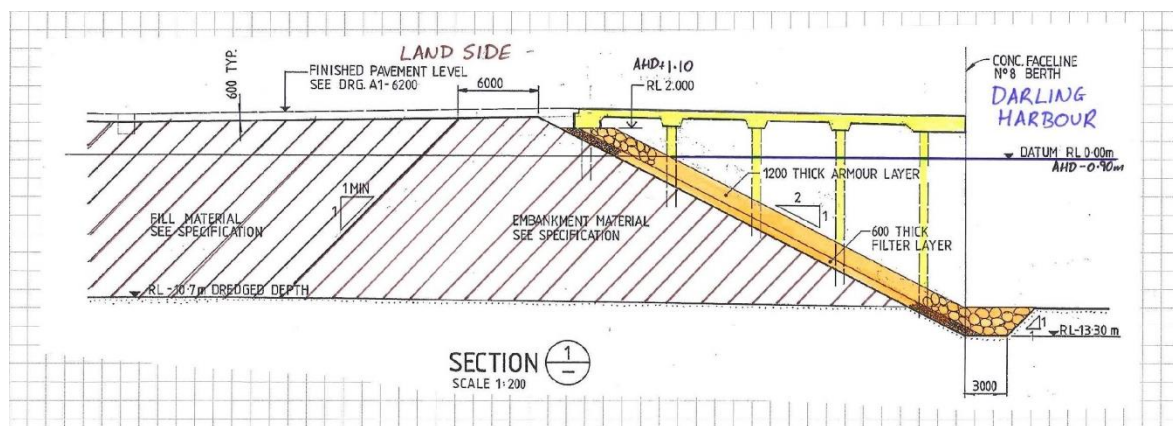 LAND SIDE -
FINISHED PAVEMENT LEVEL
SEE DRG. A1-6200
600 TYP.
6000
AHD+1.10
RL 2.000
CONC. FACELINE
Nº8 BERTH
DARLING
HARBOUR
DATUM RL 0.00m
AHD-0.90m
1200 THICK ARMOUR LAYER
2
1
1 MIN
1
FILL MATERIAL
SEE SPECIFICATION
EMBANKMENT MATERIAL
SEE SPECIFICATION
600 THICK
FILTER LAYER
RL -10.7m DREDGED DEPTH
1
1
RL-13.30 m
SECTION 1
SCALE 1:200
3000